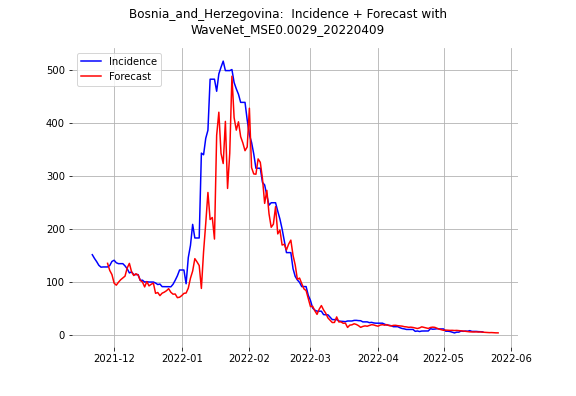 Bosnia_and_Herzegovina:  Incidence + Forecast with
WaveNet_MSE0.0029_20220409
Incidence
Forecast
500
400
300
200
100
0
2021-12 2022-01 2022-02 2022-03 2022-04 2022-05 2022-06